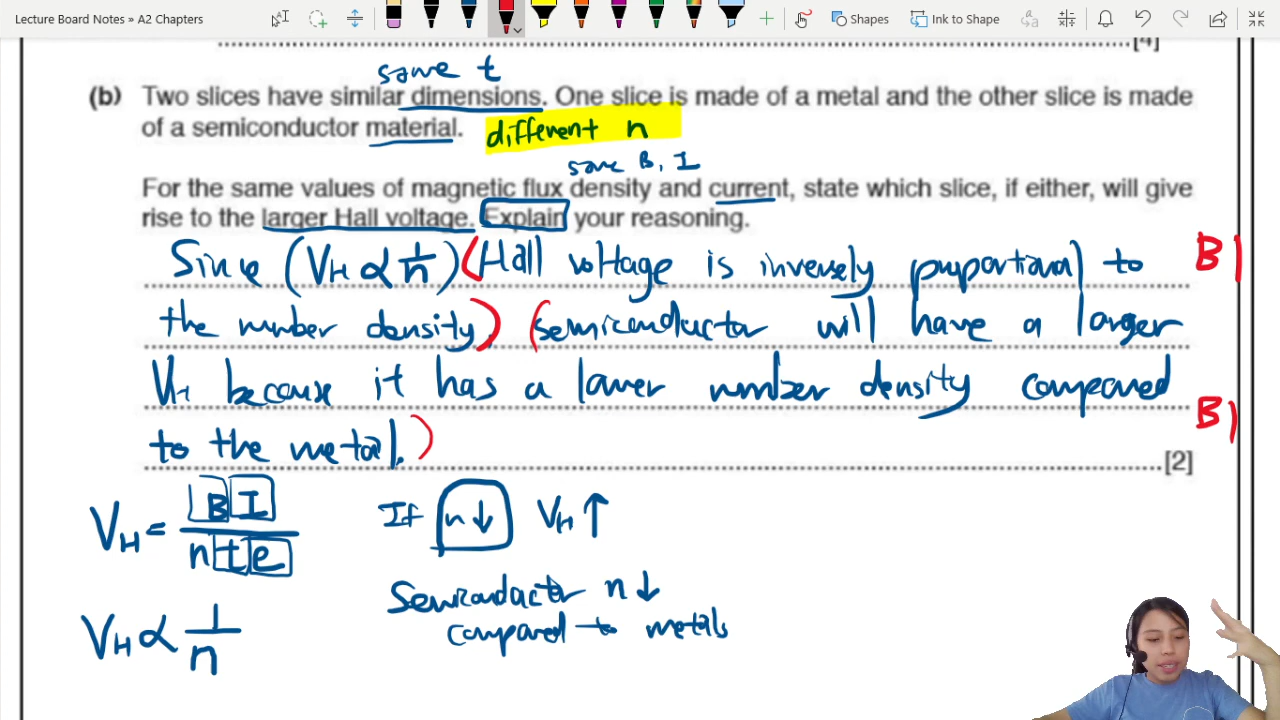 Lecture Board Notes » A2 Chapters
Shapes
Ink to Shape
[4]
same t
(b) Two slices have similar dimensions. One slice is made of a metal and the other slice is made
of a semiconductor material. different n
same B, I
For the same values of magnetic flux density and current, state which slice, if either, will give
rise to the larger Hall voltage. Explain your reasoning.
Since (VH ∝ 1/n) (Hall voltage is inversely proportional to B1
the number density) (semiconductor will have a larger
VH because it has a lower number density compared
to the metal.) B1
[2]
VH = BI/nte
If n↓ VH ↑
Semiconductor n↓
compared to metals
VH ∝ 1/n